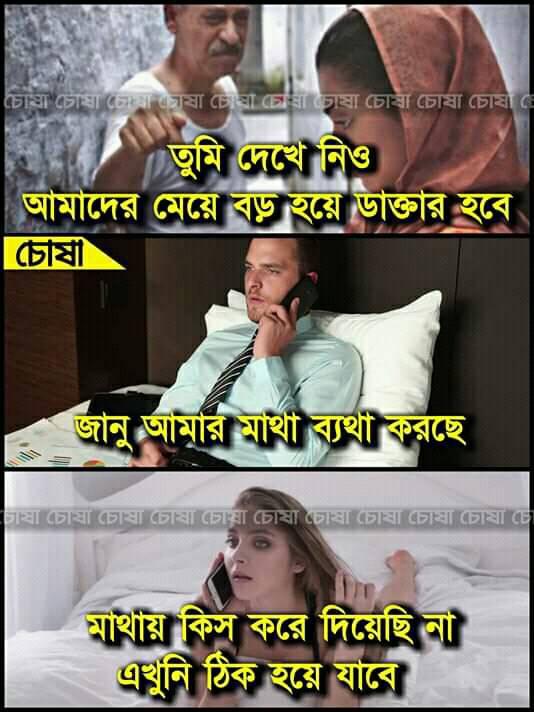 চোষা চোষা চোষা চোষা চোষা চোষা চোষা চোষা চোষা চোষা
তুমি দেখে নিও
আমাদের মেয়ে বড় হয়ে ডাক্তার হবে
চোষা
জানু আমার মাথা ব্যথা করছে
চোষা চোষা চোষা চোষা চোষা চোষা চোষা চোষা চোষা চোষা
মাথায় কিস করে দিয়েছি না
এখুনি ঠিক হয়ে যাবে